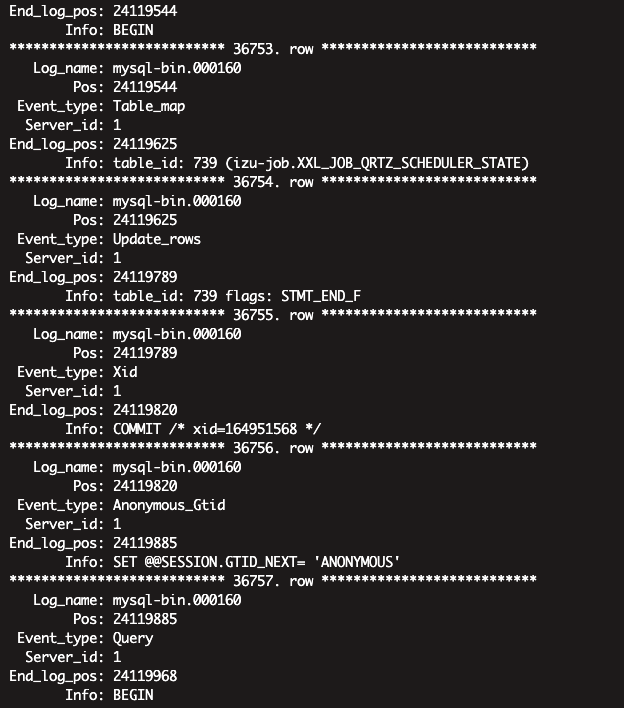 End_log_pos: 24119544
Info: BEGIN
*************************** 36753. row ***************************
Log_name: mysql-bin.000160
Pos: 24119544
Event_type: Table_map
Server_id: 1
End_log_pos: 24119625
Info: table_id: 739 (izu-job.XXL_JOB_QRTZ_SCHEDULER_STATE)
*************************** 36754. row ***************************
Log_name: mysql-bin.000160
Pos: 24119625
Event_type: Update_rows
Server_id: 1
End_log_pos: 24119789
Info: table_id: 739 flags: STMT_END_F
*************************** 36755. row ***************************
Log_name: mysql-bin.000160
Pos: 24119789
Event_type: Xid
Server_id: 1
End_log_pos: 24119820
Info: COMMIT /* xid=164951568 */
*************************** 36756. row ***************************
Log_name: mysql-bin.000160
Pos: 24119820
Event_type: Anonymous_Gtid
Server_id: 1
End_log_pos: 24119885
Info: SET @@SESSION.GTID_NEXT= 'ANONYMOUS'
*************************** 36757. row ***************************
Log_name: mysql-bin.000160
Pos: 24119885
Event_type: Query
Server_id: 1
End_log_pos: 24119968
Info: BEGIN